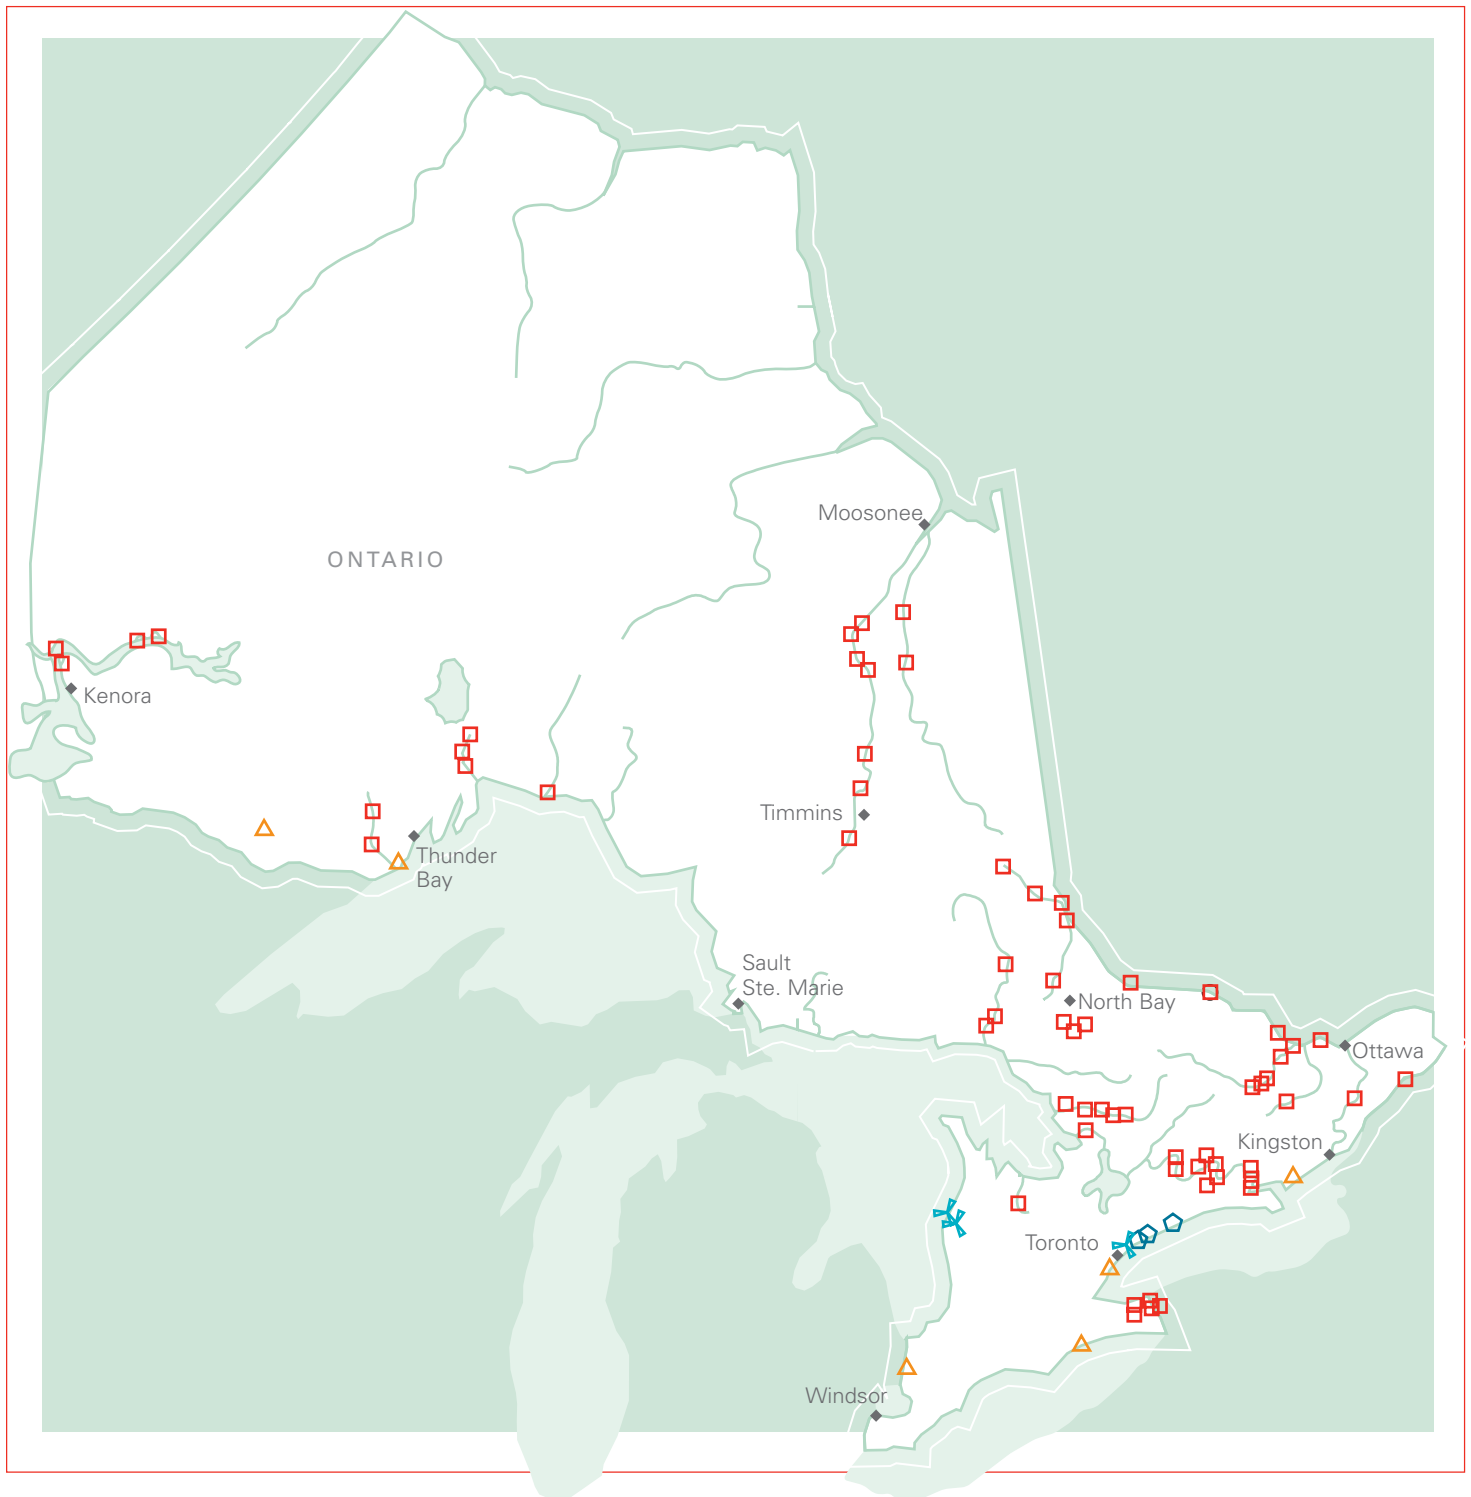 Moosonee
ONTARIO
Kenora
Timmins
Thunder
Bay
Sault
Ste. Marie
North Bay
Ottawa
Kingston
Toronto
Windsor